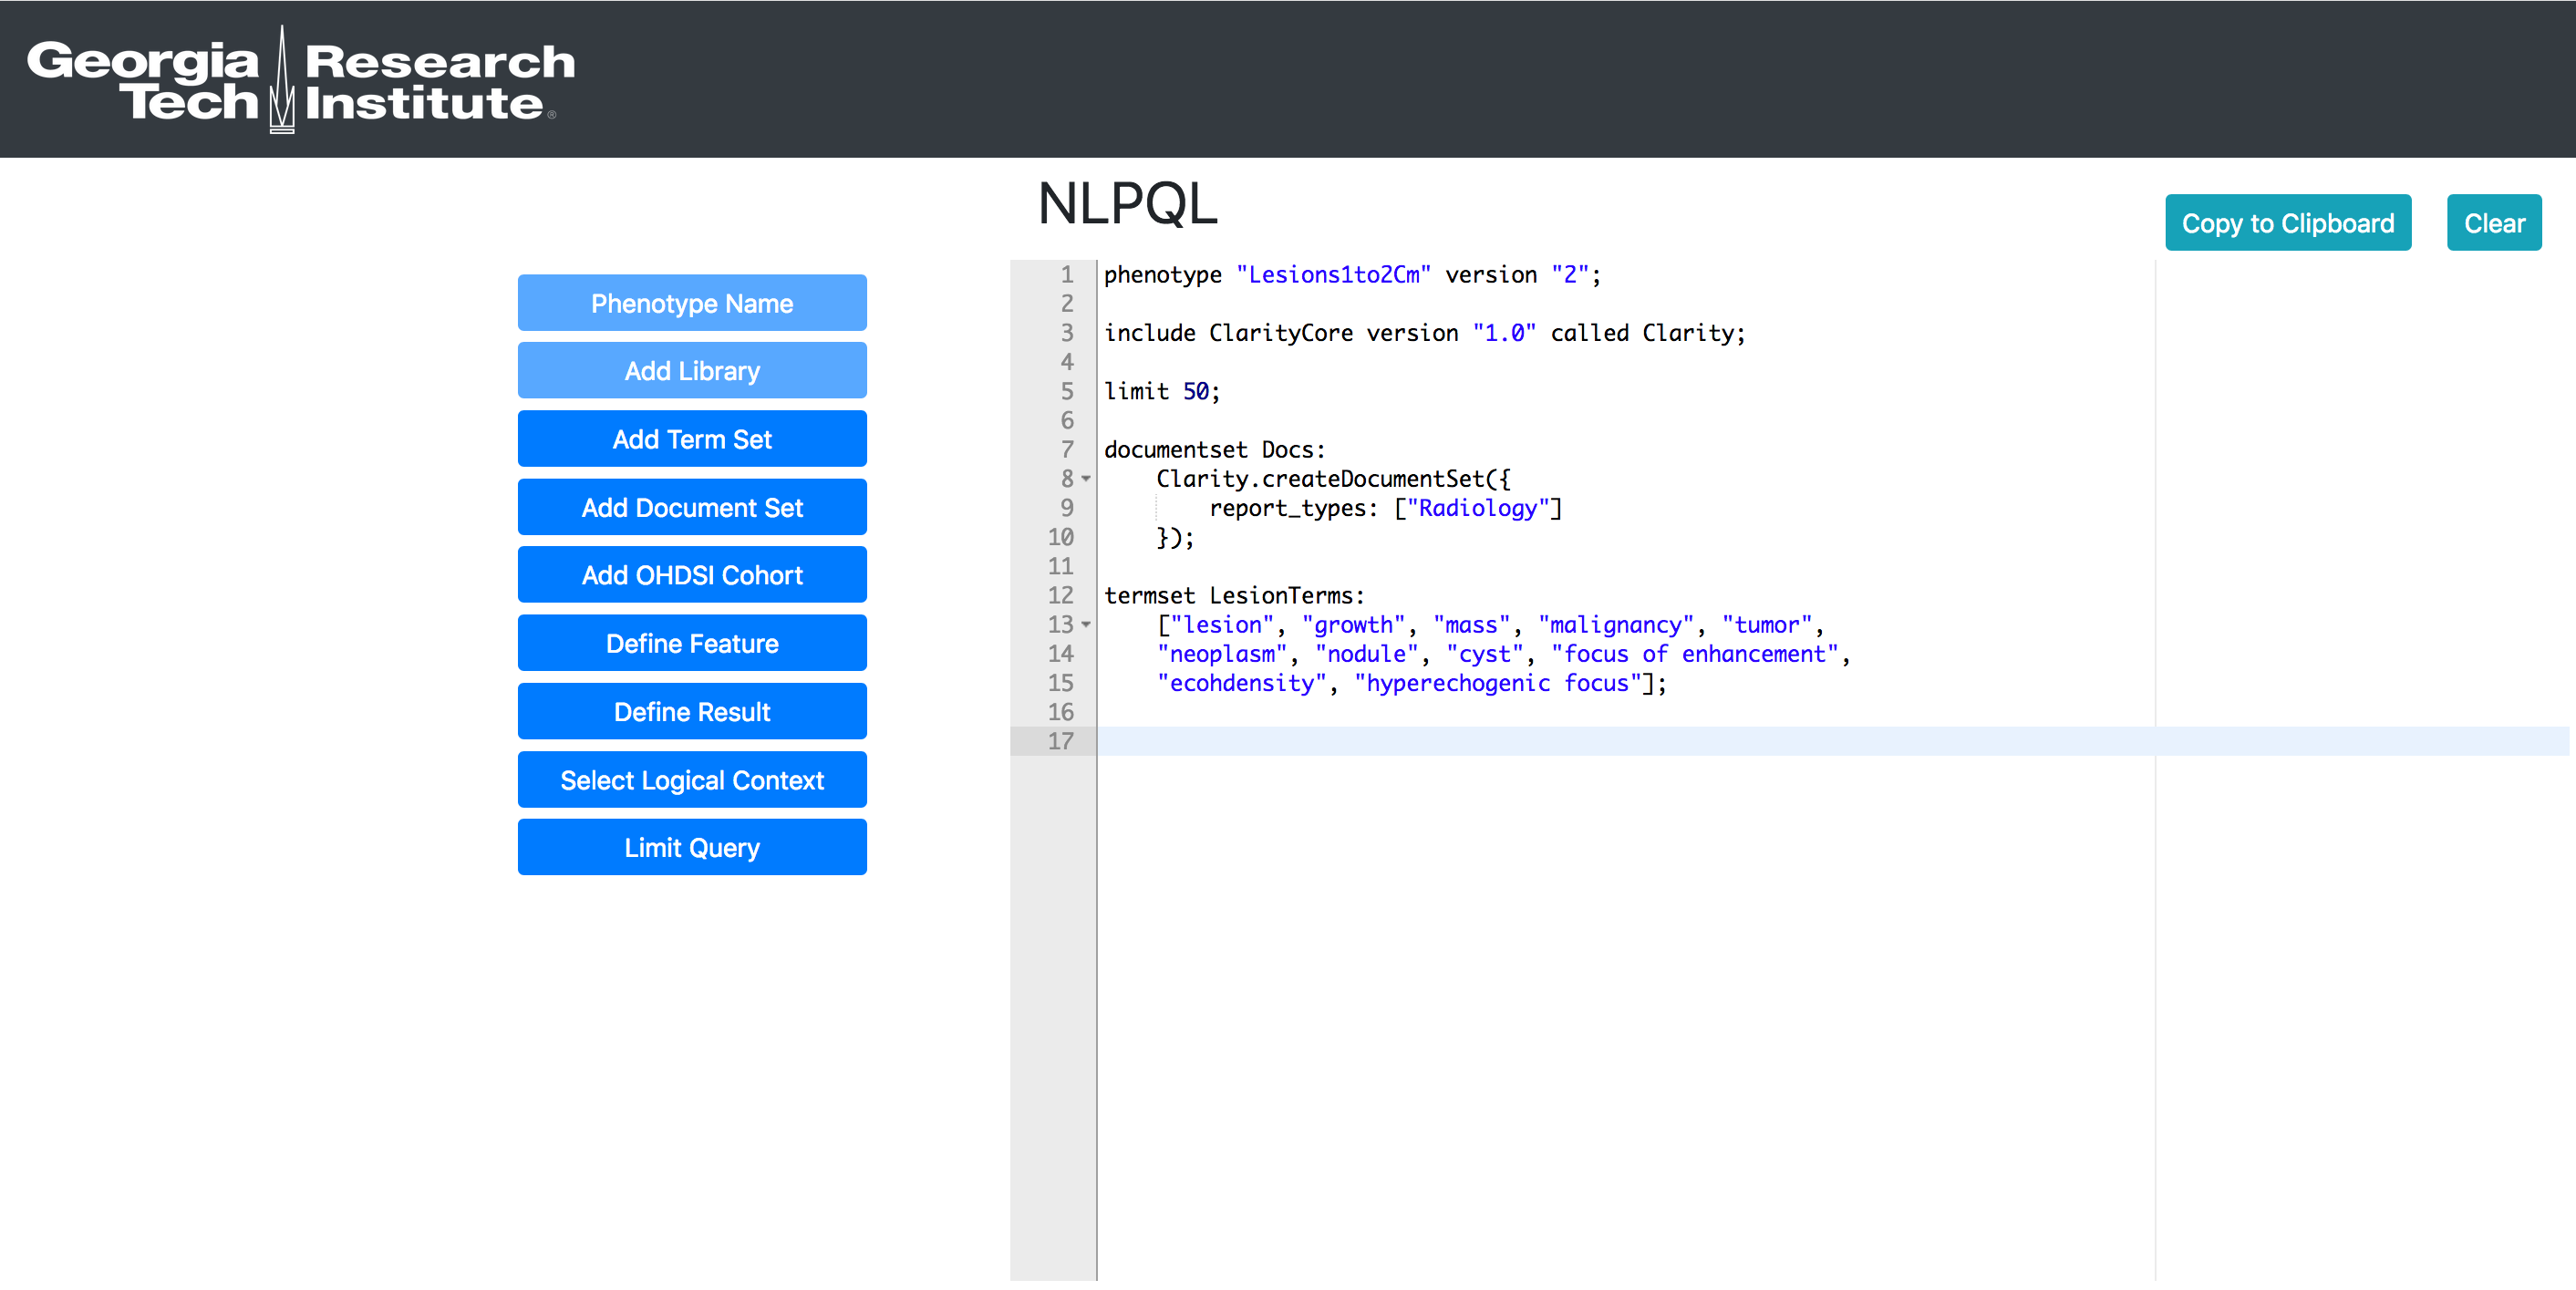 Georgia Tech Research Institute®
NLPQL
Copy to Clipboard
Clear
Phenotype Name
Add Library
Add Term Set
Add Document Set
Add OHDSI Cohort
Define Feature
Define Result
Select Logical Context
Limit Query
1 phenotype "Lesions1to2Cm" version "2";
2
3 include ClarityCore version "1.0" called Clarity;
4
5 limit 50;
6
7 documentset Docs:
8 Clarity.createDocumentSet({
9 report_types: ["Radiology"]
10 });
11
12 termset LesionTerms:
13 ["lesion", "growth", "mass", "malignancy", "tumor",
14 "neoplasm", "nodule", "cyst", "focus of enhancement",
15 "ecohdensity", "hyperechogenic focus"];
16
17